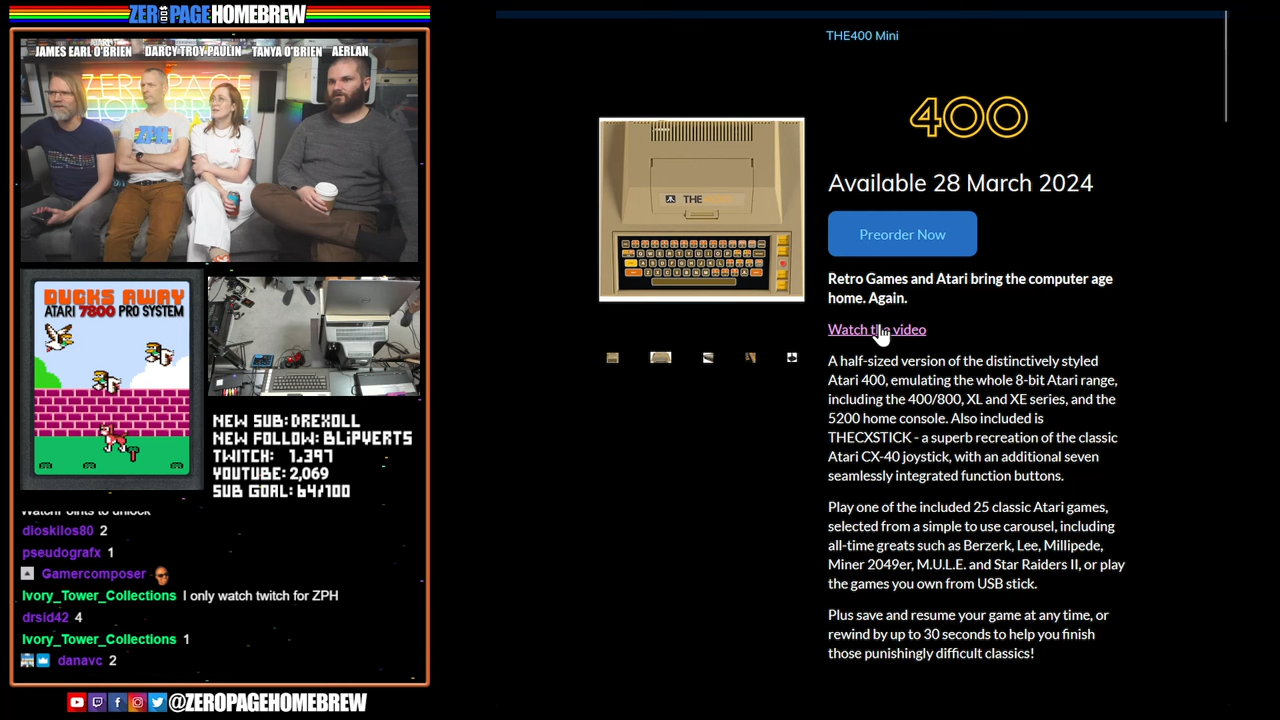 ZERO PAGE HOMEBREW
JAMES EARL O'BRIEN DARCY TROY PAULIN TANYA O'BRIEN AERLAN
ZEROPAGE
HOMEBREW
ZPH
DUCKS AWAY
ATARI 7800 PRO SYSTEM
NEW SUB: DREXOLL
NEW FOLLOW: BLIPVERTS
TWITCH: 1,397
YOUTUBE: 2,069
SUB GOAL: 64/100
WatchPoints to unlock
dioskilos80 2
pseudografx 1
Gamercomposer
Ivory_Tower_Collections I only watch twitch for ZPH
drsid42 4
Ivory_Tower_Collections 1
danavc 2
@ZEROPAGEHOMEBREW
THE400 Mini
400
THE
Available 28 March 2024
Preorder Now
Retro Games and Atari bring the computer age
home. Again.
Watch the video
A half-sized version of the distinctively styled
Atari 400, emulating the whole 8-bit Atari range,
including the 400/800, XL and XE series, and the
5200 home console. Also included is
THECXSTICK - a superb recreation of the classic
Atari CX-40 joystick, with an additional seven
seamlessly integrated function buttons.
Play one of the included 25 classic Atari games,
selected from a simple to use carousel, including
all-time greats such as Berzerk, Lee, Millipede,
Miner 2049er, M.U.L.E. and Star Raiders II, or play
the games you own from USB stick.
Plus save and resume your game at any time, or
rewind by up to 30 seconds to help you finish
those punishingly difficult classics!